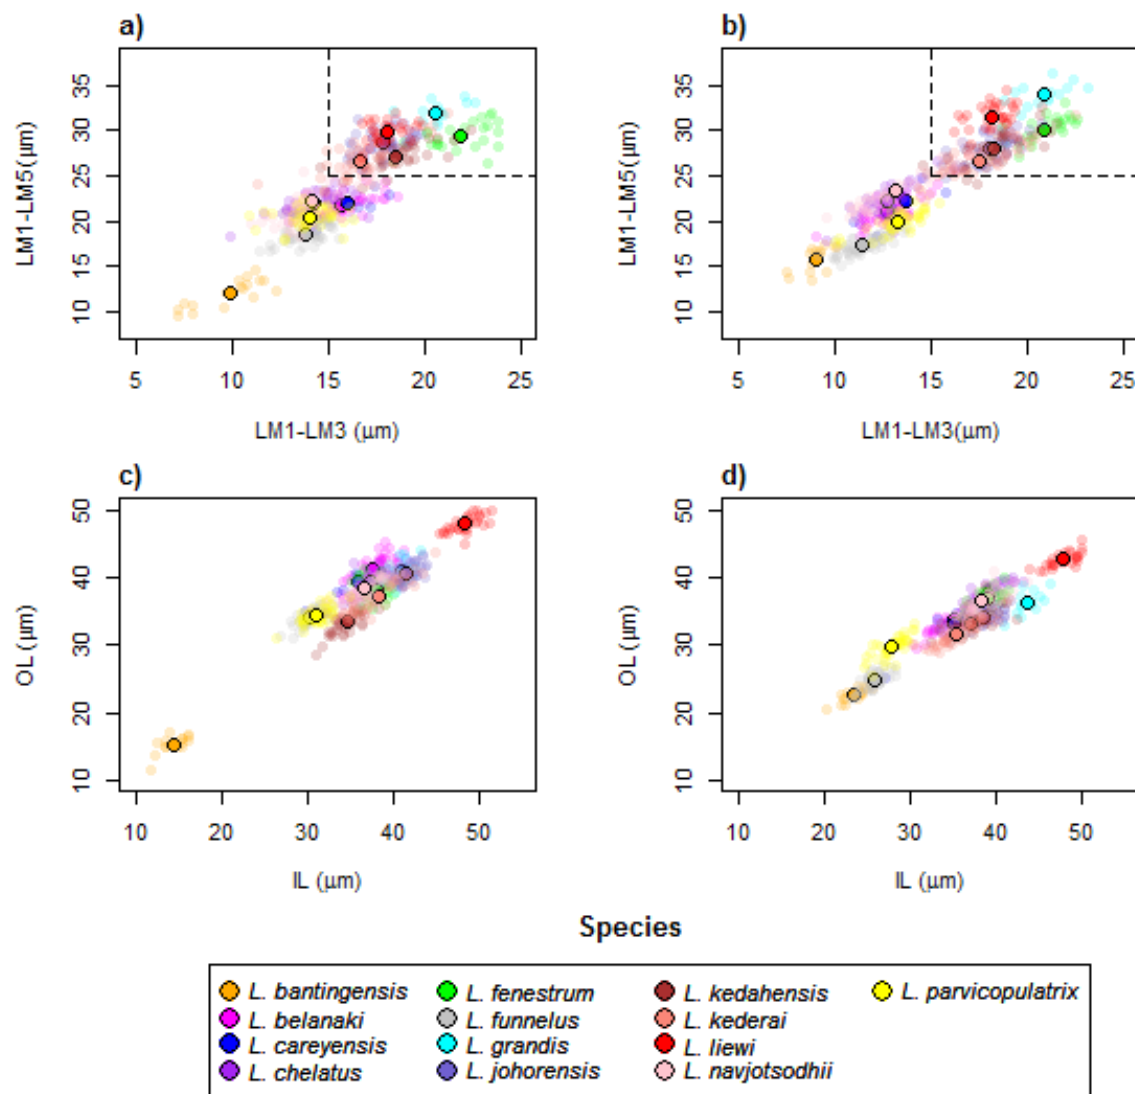 a) b)
LM1-LM5(μm)
35
30
25
20
15
10
5 10 15 20 25
LM1-LM3 (μm)
LM1-LM5(μm)
35
30
25
20
15
10
5 10 15 20 25
LM1-LM3(μm)
c) d)
OL (μm)
50
40
30
20
10
10 20 30 40 50
IL (μm)
OL (μm)
50
40
30
20
10
10 20 30 40 50
IL (μm)
Species
L. bantingensis L. fenestrum L. kedahensis L. parvicopulatrix
L. belanaki L. funnelus L. kederai
L. careyensis L. grandis L. liewi
L. chelatus L. johorensis L. navjotsodhii